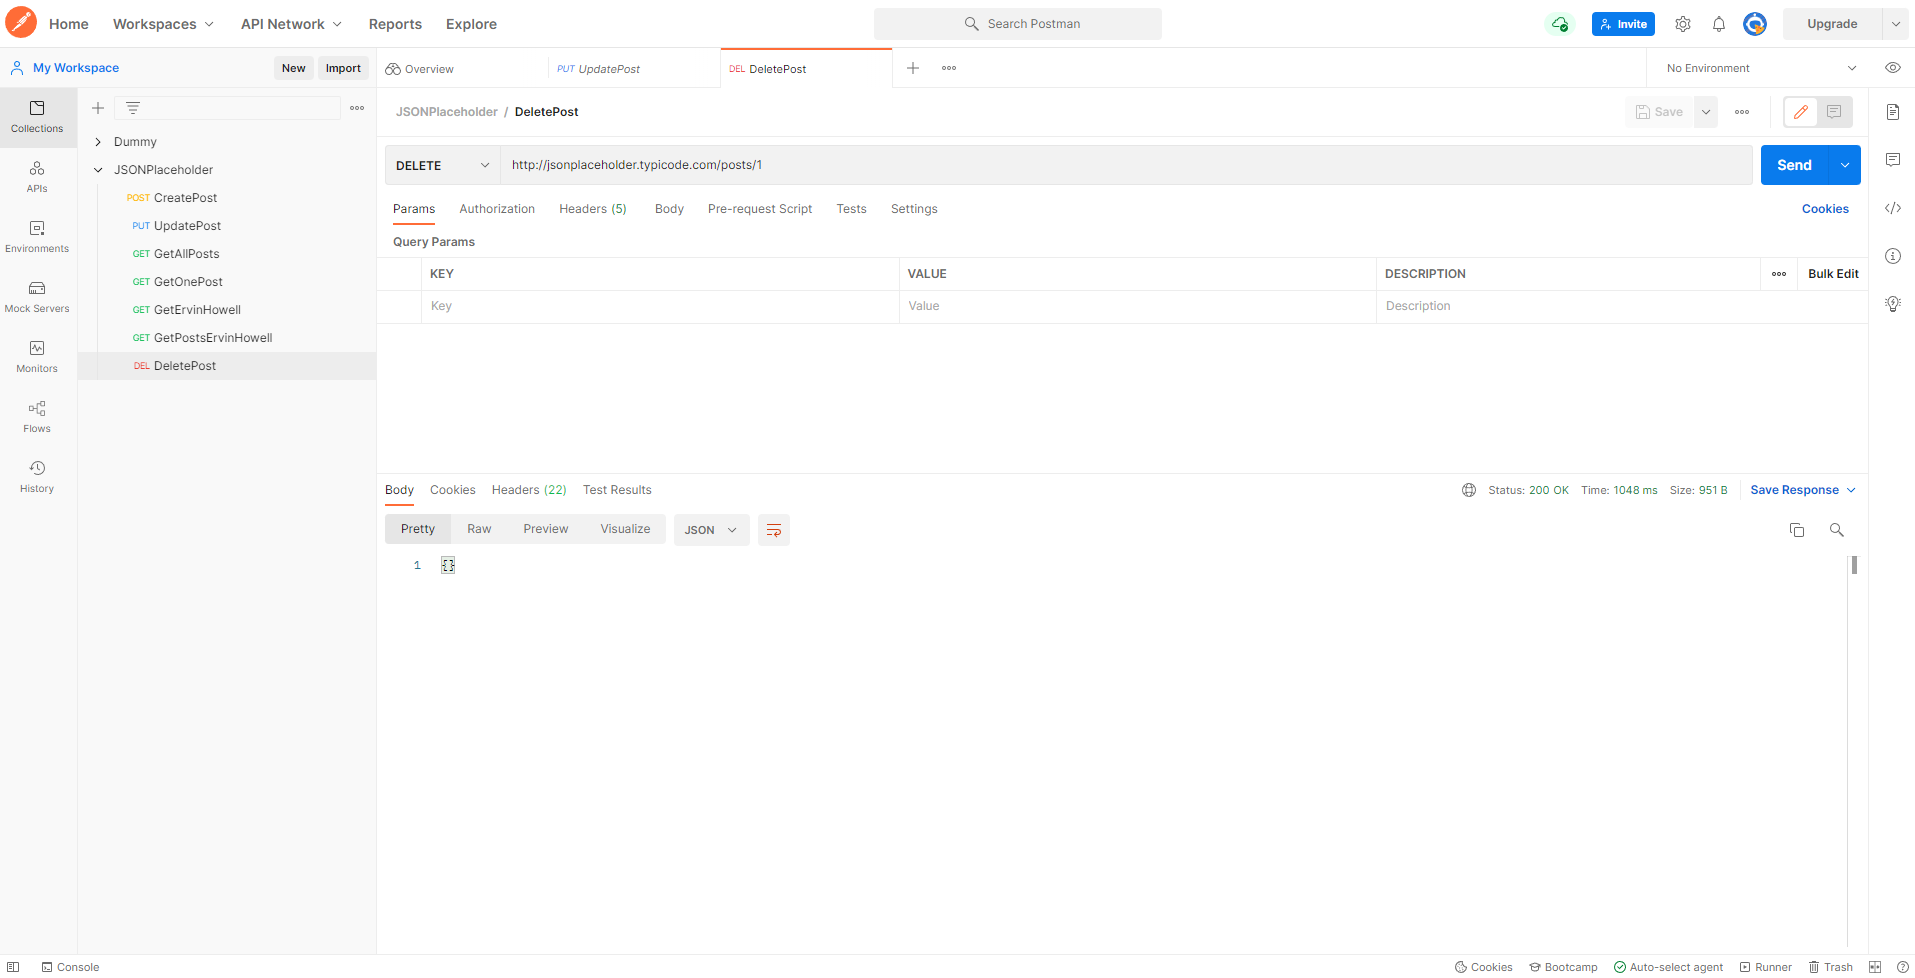 Home Workspaces API Network Reports Explore Search Postman Invite Upgrade
My Workspace New Import Overview PUT UpdatePost DEL DeletePost No Environment
Collections
APIs
Environments
Mock Servers
Monitors
Flows
History
Dummy
JSONPlaceholder
POST CreatePost
PUT UpdatePost
GET GetAllPosts
GET GetOnePost
GET GetErvinHowell
GET GetPostsErvinHowell
DEL DeletePost
JSONPlaceholder / DeletePost Save
DELETE http://jsonplaceholder.typicode.com/posts/1 Send
Params Authorization Headers (5) Body Pre-request Script Tests Settings Cookies
Query Params
KEY VALUE DESCRIPTION Bulk Edit
Key Value Description
Body Cookies Headers (22) Test Results Status: 200 OK Time: 1048 ms Size: 951 B Save Response
Pretty Raw Preview Visualize JSON
1 {}
Console Cookies Bootcamp Auto-select agent Runner Trash